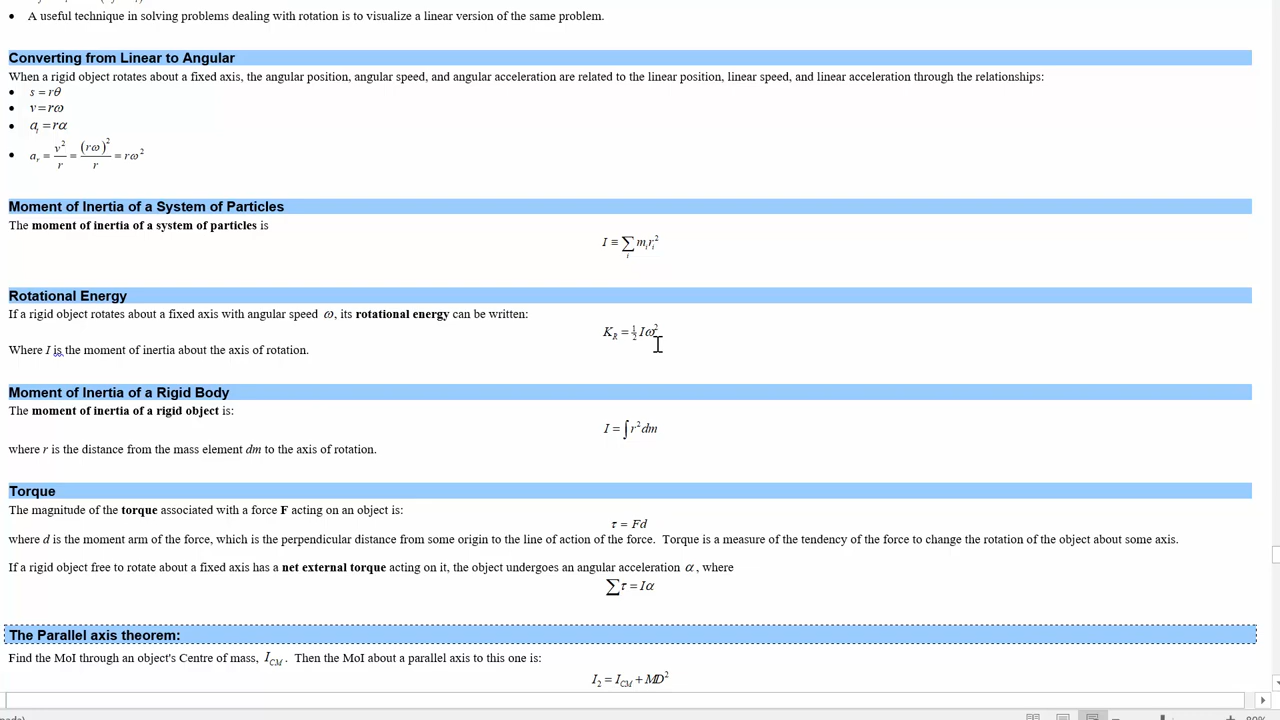 • A useful technique in solving problems dealing with rotation is to visualize a linear version of the same problem.
Converting from Linear to Angular
When a rigid object rotates about a fixed axis, the angular position, angular speed, and angular acceleration are related to the linear position, linear speed, and linear acceleration through the relationships:
• s = rθ
• v = rω
• a_t = rα
• a_r = v²/r = (rω)²/r = rω²
Moment of Inertia of a System of Particles
The moment of inertia of a system of particles is
I ≡ ∑_i m_i r_i²
Rotational Energy
If a rigid object rotates about a fixed axis with angular speed ω, its rotational energy can be written:
K_R = ½ Iω²
Where I is the moment of inertia about the axis of rotation.
Moment of Inertia of a Rigid Body
The moment of inertia of a rigid object is:
I = ∫ r² dm
where r is the distance from the mass element dm to the axis of rotation.
Torque
The magnitude of the torque associated with a force F acting on an object is:
τ = Fd
where d is the moment arm of the force, which is the perpendicular distance from some origin to the line of action of the force. Torque is a measure of the tendency of the force to change the rotation of the object about some axis.
If a rigid object free to rotate about a fixed axis has a net external torque acting on it, the object undergoes an angular acceleration α, where
∑τ = Iα
The Parallel axis theorem:
Find the MoI through an object's Centre of mass, I_CM. Then the MoI about a parallel axis to this one is:
I_2 = I_CM + MD²